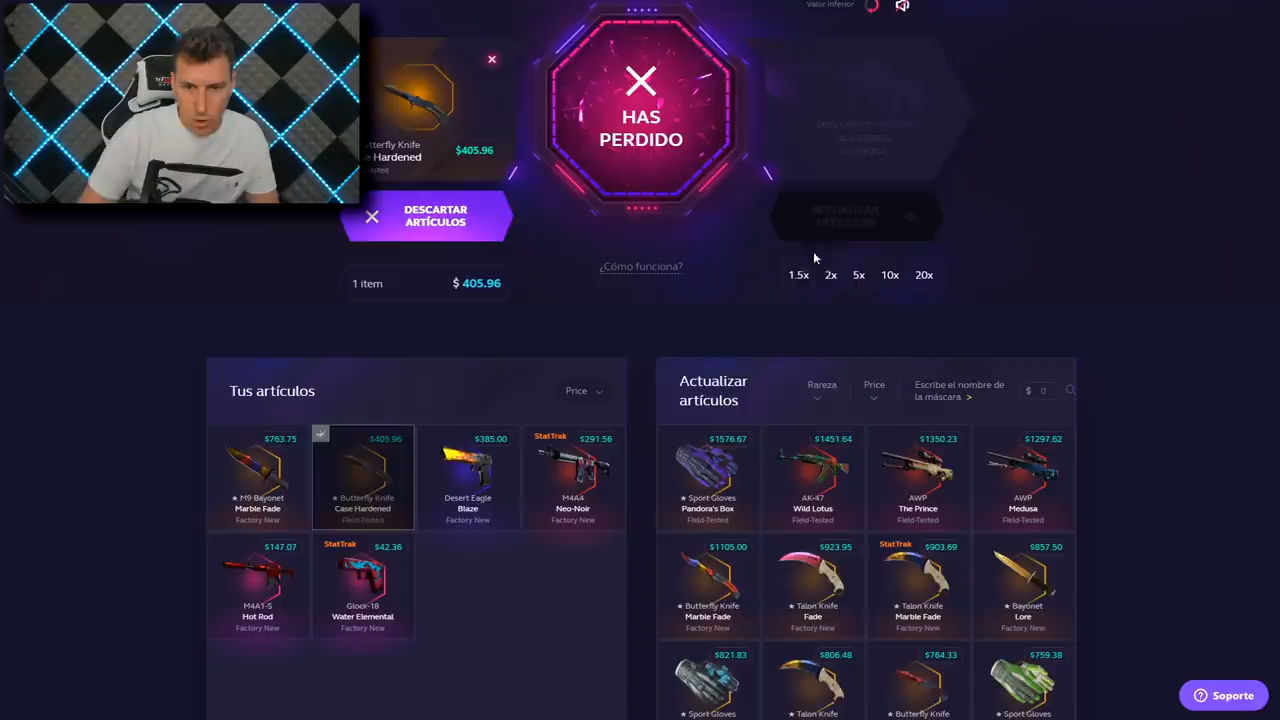 Valor inferior
HAS
PERDIDO
Butterfly Knife
Hardened
$405.96
DESCARTAR
ARTÍCULOS
¿Cómo funciona?
1 item
$ 405.96
1.5x
2x
5x
10x
20x
Tus artículos
Price
$763.75
★ M9 Bayonet
Marble Fade
Factory New
$405.96
★ Butterfly Knife
Case Hardened
Field-Tested
$385.00
Desert Eagle
Blaze
Factory New
StatTrak
$291.56
M4A4
Neo-Noir
Factory New
$147.07
M4A1-S
Hot Rod
Factory New
StatTrak
$42.36
Glock-18
Water Elemental
Factory New
Actualizar
artículos
Rareza
Price
Escribe el nombre de
la máscara >
$ 0
$1576.67
★ Sport Gloves
Pandora's Box
Field-Tested
$1451.64
AK-47
Wild Lotus
Field-Tested
$1350.23
AWP
The Prince
Field-Tested
$1297.62
AWP
Medusa
Field-Tested
$1105.00
★ Butterfly Knife
Marble Fade
Factory New
$923.95
★ Talon Knife
Fade
Factory New
StatTrak
$903.69
★ Talon Knife
Marble Fade
Factory New
$857.50
★ Bayonet
Lore
Factory New
$821.83
★ Sport Gloves
$806.48
★ Talon Knife
$764.33
★ Butterfly Knife
$759.38
★ Sport Gloves
Soporte